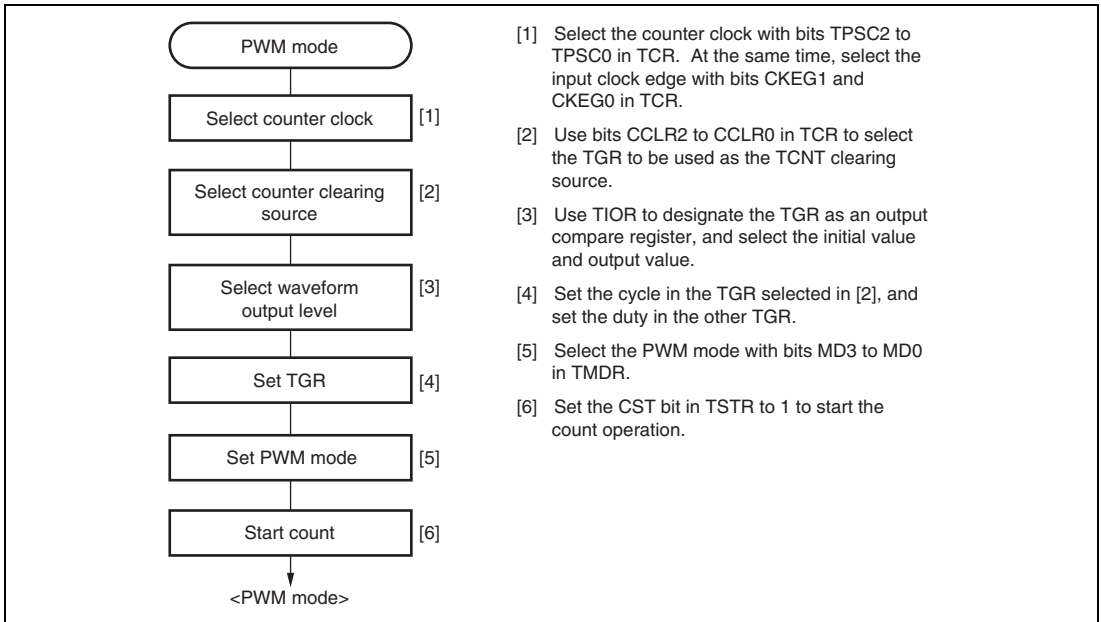 PWM mode
Select counter clock
[1]
Select counter clearing
source
[2]
Select waveform
output level
[3]
Set TGR
[4]
Set PWM mode
[5]
Start count
[6]
<PWM mode>
[1] Select the counter clock with bits TPSC2 to
TPSC0 in TCR. At the same time, select the
input clock edge with bits CKEG1 and
CKEG0 in TCR.
[2] Use bits CCLR2 to CCLR0 in TCR to select
the TGR to be used as the TCNT clearing
source.
[3] Use TIOR to designate the TGR as an output
compare register, and select the initial value
and output value.
[4] Set the cycle in the TGR selected in [2], and
set the duty in the other TGR.
[5] Select the PWM mode with bits MD3 to MD0
in TMDR.
[6] Set the CST bit in TSTR to 1 to start the
count operation.